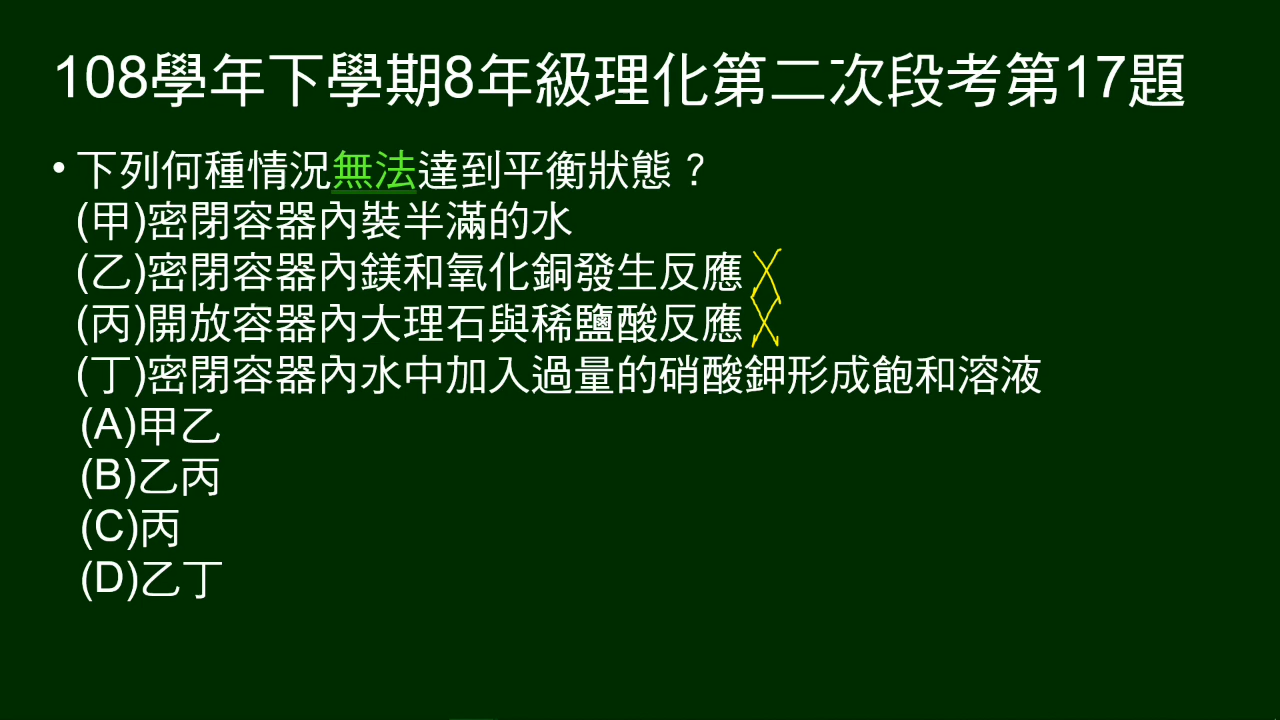 108學年下學期8年級理化第二次段考第17題
• 下列何種情況無法達到平衡狀態？
(甲)密閉容器內裝半滿的水
(乙)密閉容器內鎂和氧化銅發生反應
(丙)開放容器內大理石與稀鹽酸反應
(丁)密閉容器內水中加入過量的硝酸鉀形成飽和溶液
(A)甲乙
(B)乙丙
(C)丙
(D)乙丁